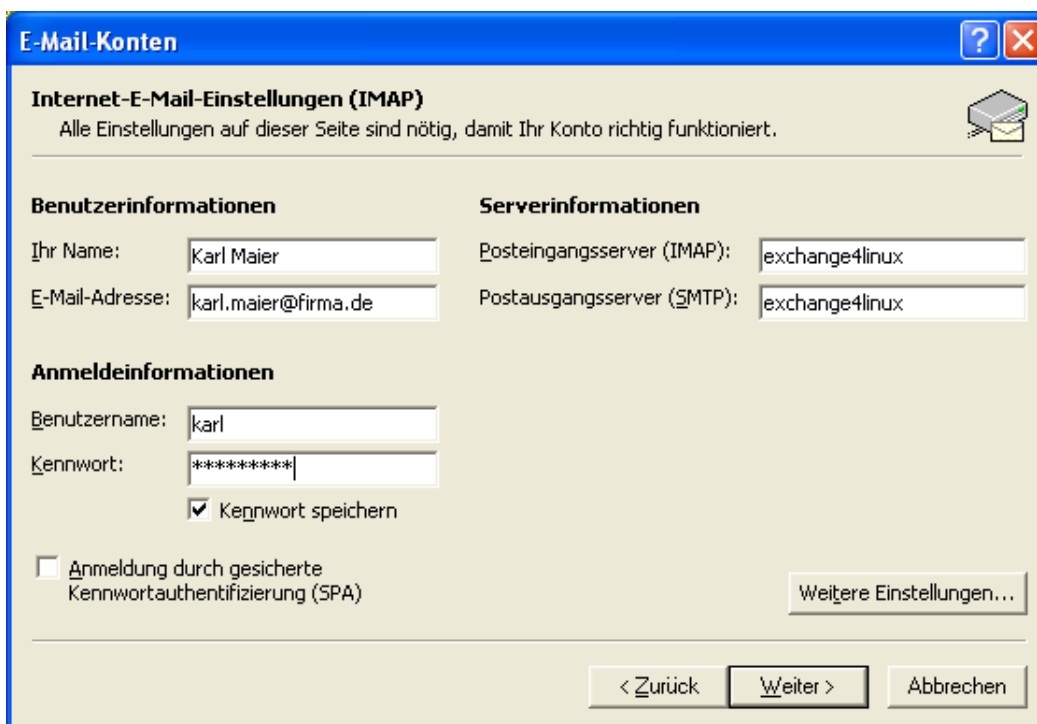 E-Mail-Konten
Internet-E-Mail-Einstellungen (IMAP)
Alle Einstellungen auf dieser Seite sind nötig, damit Ihr Konto richtig funktioniert.
Benutzerinformationen
Ihr Name: Karl Maier
E-Mail-Adresse: karl.maier@firma.de
Serverinformationen
Posteingangsserver (IMAP): exchange4linux
Postausgangsserver (SMTP): exchange4linux
Anmeldeinformationen
Benutzername: karl
Kennwort: *********
Kennwort speichern
Anmeldung durch gesicherte
Kennwortauthentifizierung (SPA)
Weitere Einstellungen...
< Zurück
Weiter >
Abbrechen